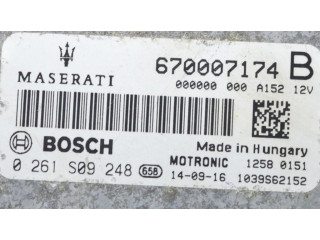 MASERATI
670007174 B
000000 000 A152 12V
BOSCH
Made in Hungary
MOTRONIC 1258 0151
0 261 S09 248 658 14-09-16 1039S62152